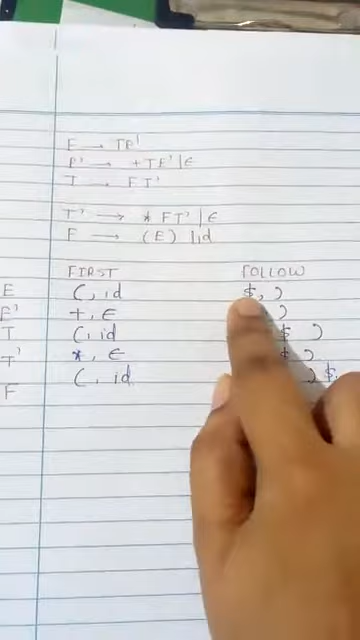 E → TE'
E' → +TE' | ε
T → FT'
T' → * FT' | ε
F → (E) | id
FIRST FOLLOW
E (, id $, )
E' +, ε )
T (, id $ )
T' *, ε $ )
F (, id ) $